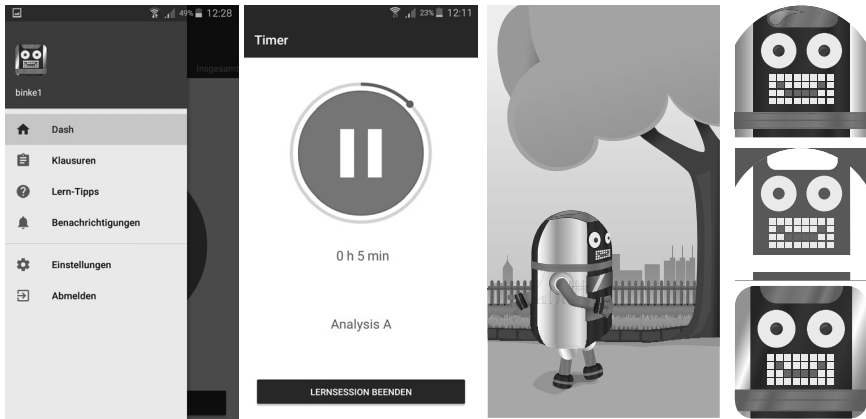 49% 12:28
Insgesamt
binke1
Dash
Klausuren
Lern-Tipps
Benachrichtigungen
Einstellungen
Abmelden
23% 12:11
Timer
0 h 5 min
Analysis A
LERNSESSION BEENDEN